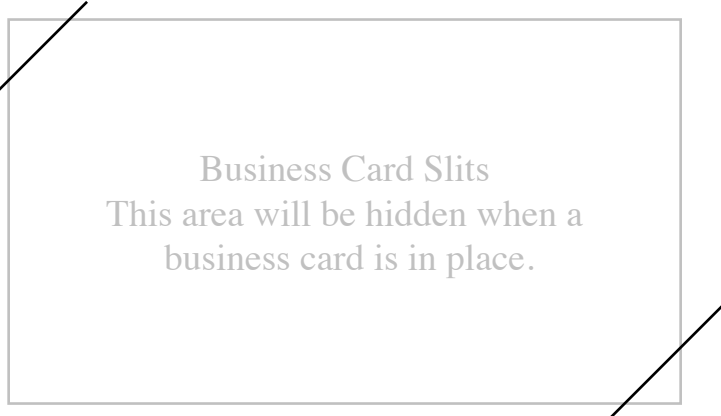 Business Card Slits
This area will be hidden when a
business card is in place.